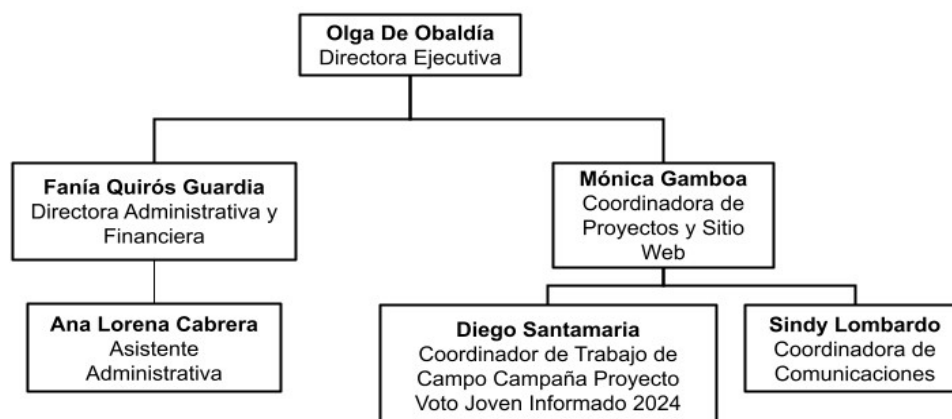 Olga De Obaldía
Directora Ejecutiva
Fanía Quirós Guardia
Directora Administrativa y
Financiera
Mónica Gamboa
Coordinadora de
Proyectos y Sitio
Web
Ana Lorena Cabrera
Asistente
Administrativa
Diego Santamaria
Coordinador de Trabajo de
Campo Campaña Proyecto
Voto Joven Informado 2024
Sindy Lombardo
Coordinadora de
Comunicaciones